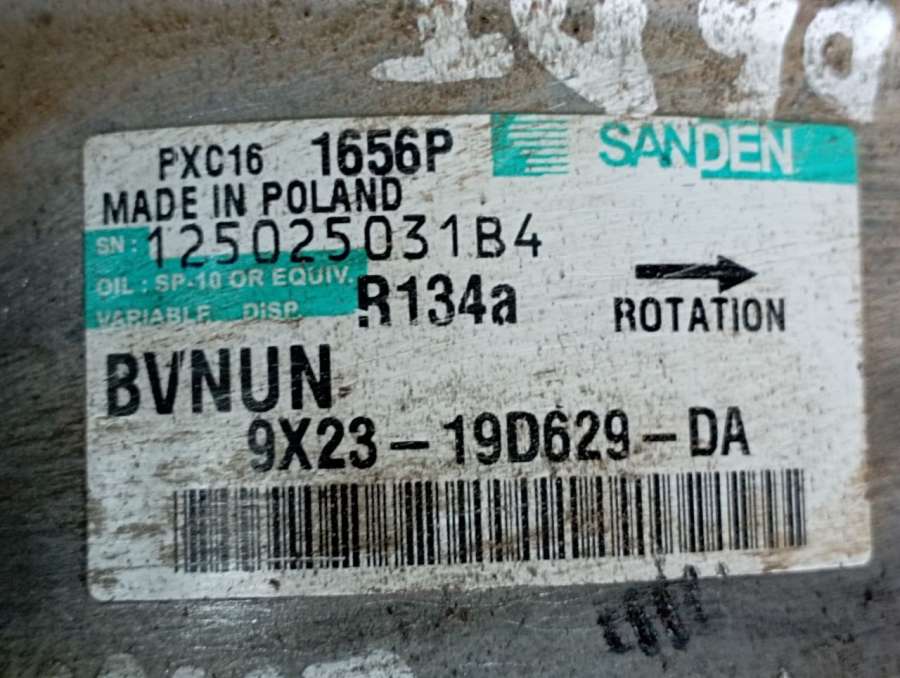 PXC16 1656P SANDEN
MADE IN POLAND
SN: 125025031B4
OIL : SP-10 OR EQUIV.
VARIABLE DISP. R134a
ROTATION
BVNUN
9X23-19D629-DA